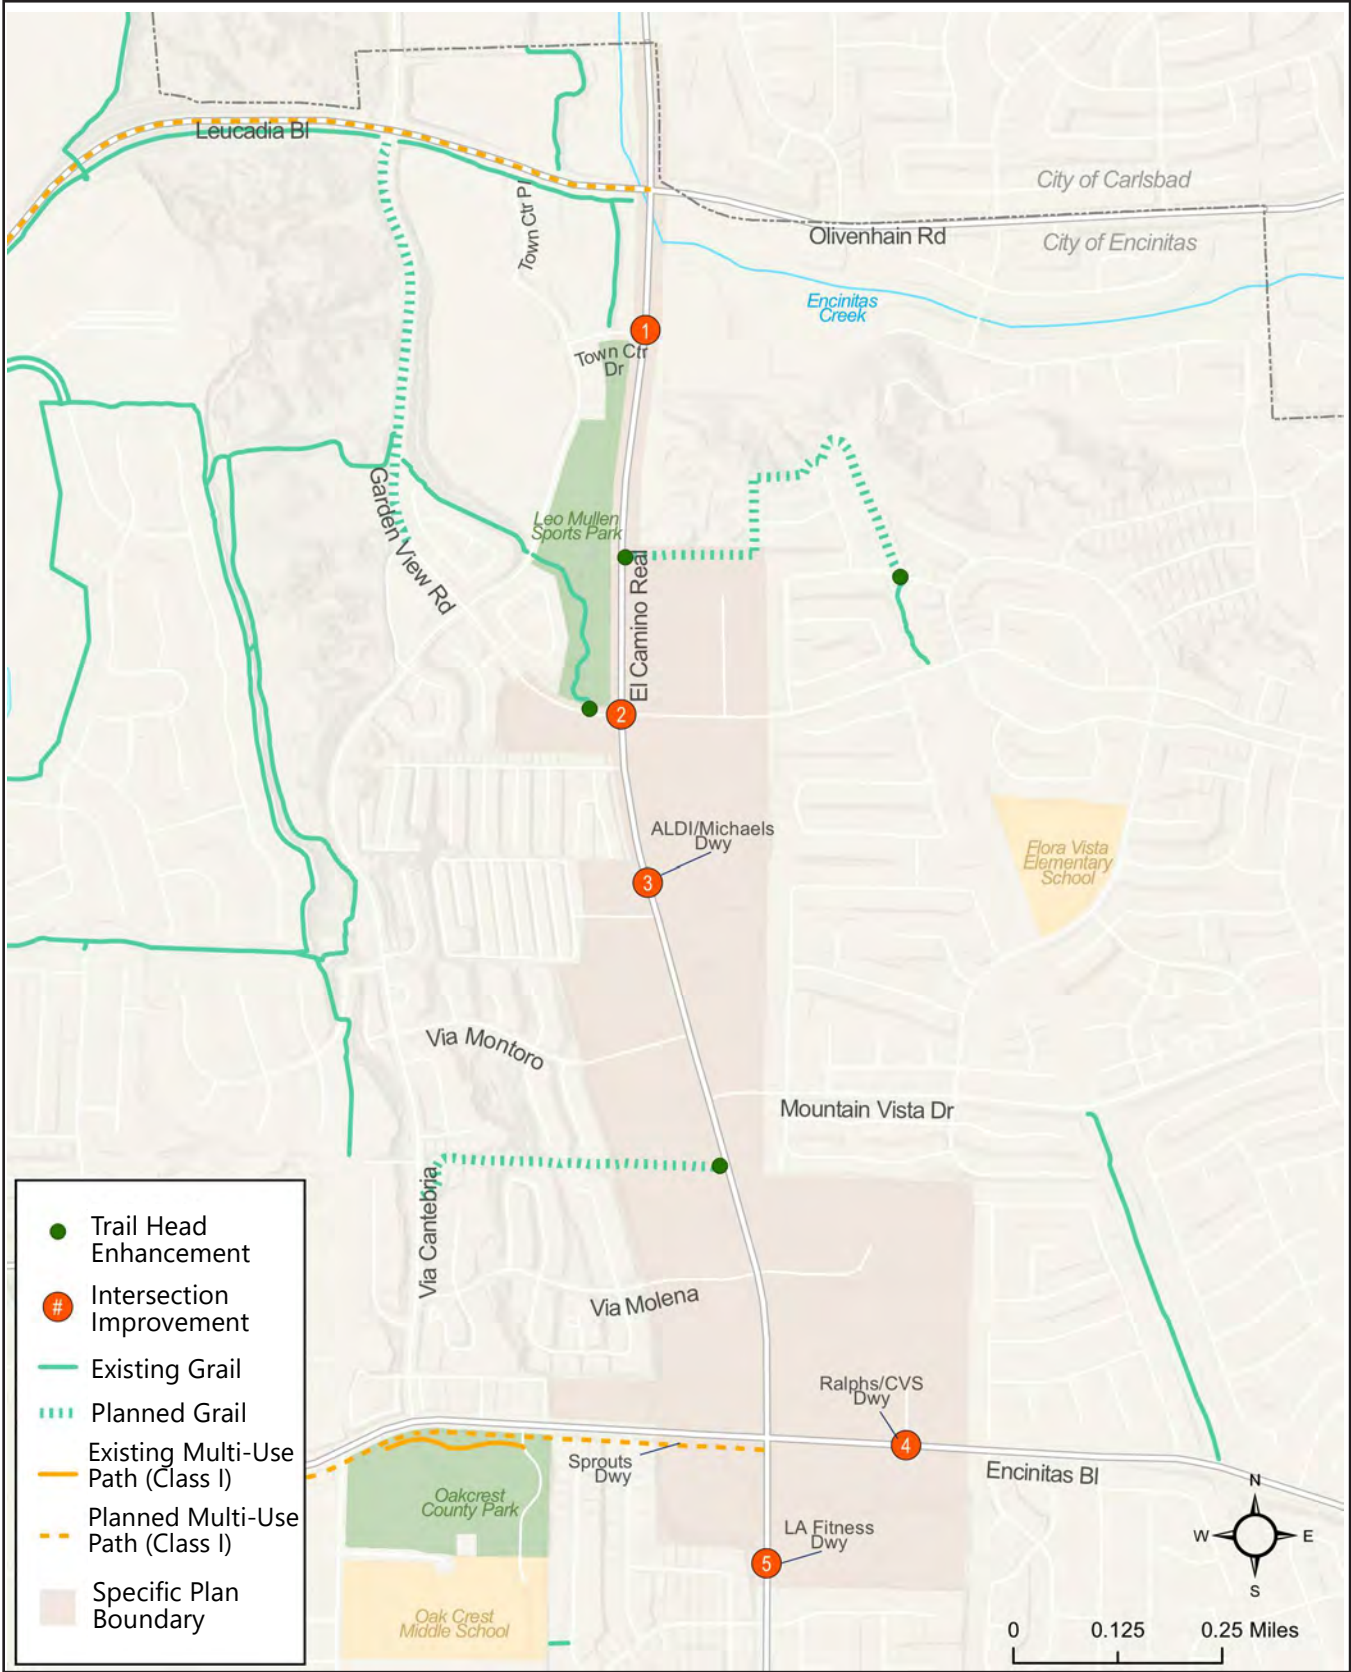 Leucadia Bl
City of Carlsbad
Town Ctr Pl
Olivenhain Rd
City of Encinitas
Encinitas
Creek
1
Town Ctr
Dr
Garden View Rd
Leo Mullen
Sports Park
El Camino Real
2
ALDI/Michaels
Dwy
3
Flora Vista
Elementary
School
Via Montoro
Mountain Vista Dr
Via Cantebria
Via Molena
Ralphs/CVS
Dwy
4
Sprouts
Dwy
Encinitas Bl
Oakcrest
County Park
LA Fitness
Dwy
5
Oak Crest
Middle School
Trail Head
Enhancement
#
Intersection
Improvement
Existing Grail
Planned Grail
Existing Multi-Use
Path (Class I)
Planned Multi-Use
Path (Class I)
Specific Plan
Boundary
N
W
E
S
0 0.125 0.25 Miles